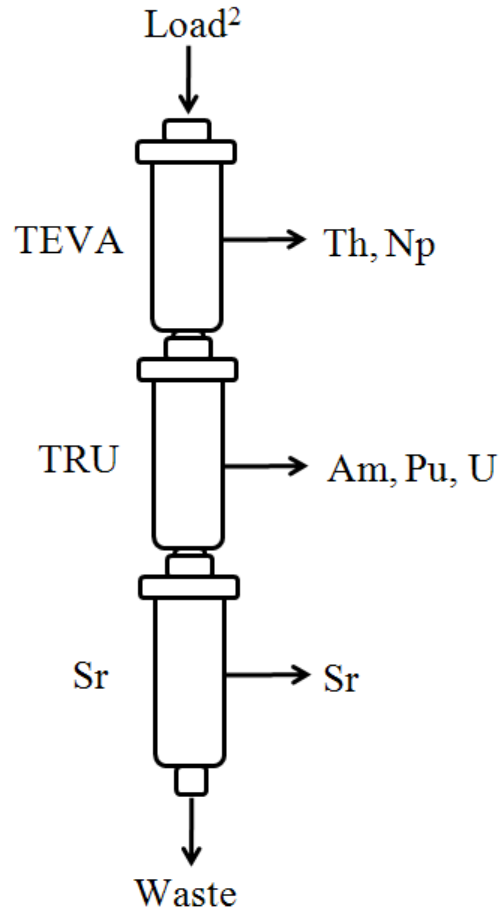 Load²
TEVA
Th, Np
TRU
Am, Pu, U
Sr
Sr
Waste